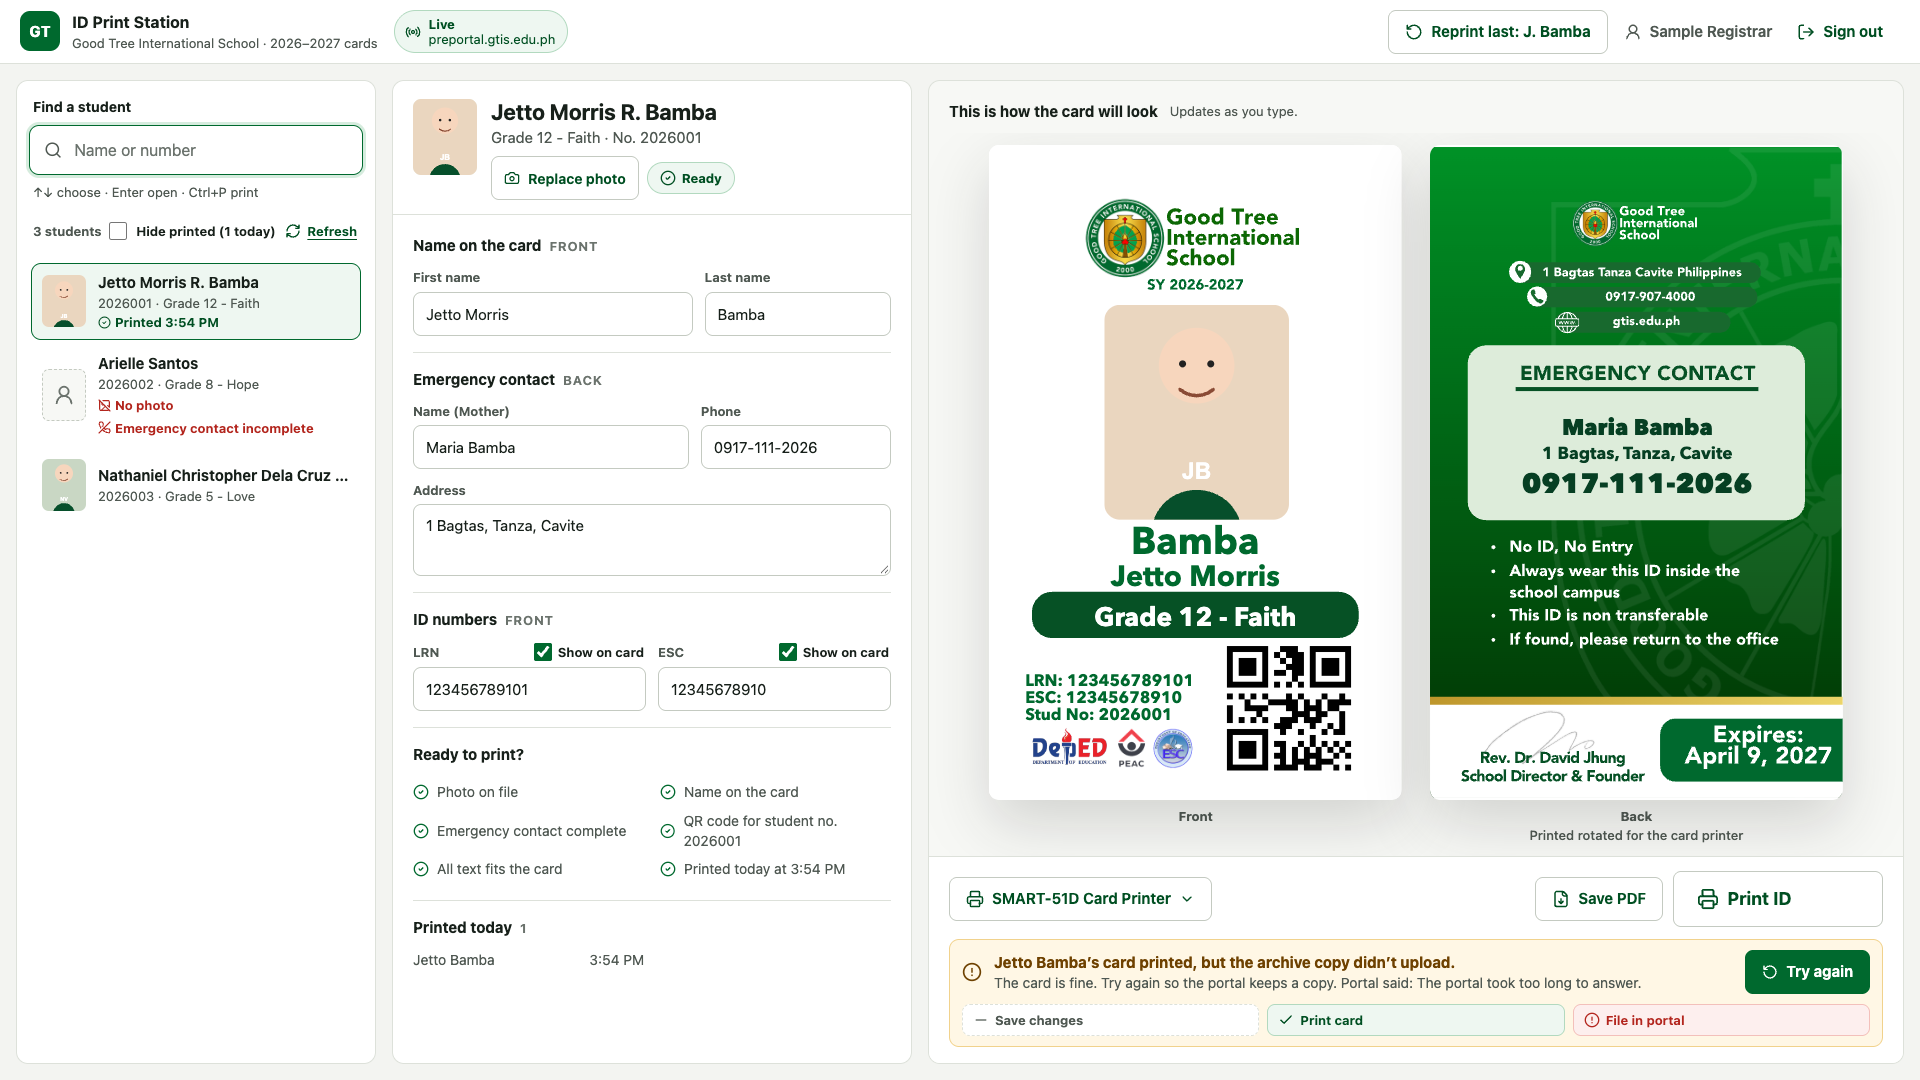 GT
ID Print Station
Good Tree International School · 2026–2027 cards
Live
preportal.gtis.edu.ph
Reprint last: J. Bamba
Sample Registrar
Sign out
Find a student
Name or number
↑↓ choose · Enter open · Ctrl+P print
3 students
Hide printed (1 today)
Refresh
JB
Jetto Morris R. Bamba
2026001 · Grade 12 - Faith
Printed 3:54 PM
Arielle Santos
2026002 · Grade 8 - Hope
No photo
Emergency contact incomplete
Nathaniel Christopher Dela Cruz ...
2026003 · Grade 5 - Love
JB
Jetto Morris R. Bamba
Grade 12 - Faith · No. 2026001
Replace photo
Ready
Name on the card FRONT
First name
Last name
Jetto Morris
Bamba
Emergency contact BACK
Name (Mother)
Phone
Maria Bamba
0917-111-2026
Address
1 Bagtas, Tanza, Cavite
ID numbers FRONT
LRN
Show on card
ESC
Show on card
123456789101
12345678910
Ready to print?
Photo on file
Name on the card
Emergency contact complete
QR code for student no.
2026001
All text fits the card
Printed today at 3:54 PM
Printed today 1
Jetto Bamba
3:54 PM
This is how the card will look
Updates as you type.
GOOD TREE INTERNATIONAL SCHOOL
2000
Good Tree
International
School
SY 2026-2027
JB
Bamba
Jetto Morris
Grade 12 - Faith
LRN: 123456789101
ESC: 12345678910
Stud No: 2026001
DepED
DEPARTMENT OF EDUCATION
PEAC
ESC
Front
Good Tree
International
School
1 Bagtas Tanza Cavite Philippines
0917-907-4000
www
gtis.edu.ph
EMERGENCY CONTACT
Maria Bamba
1 Bagtas, Tanza, Cavite
0917-111-2026
• No ID, No Entry
• Always wear this ID inside the
school campus
• This ID is non transferable
• If found, please return to the office
Rev. Dr. David Jhung
School Director & Founder
Expires:
April 9, 2027
Back
Printed rotated for the card printer
SMART-51D Card Printer
Save PDF
Print ID
Jetto Bamba’s card printed, but the archive copy didn’t upload.
The card is fine. Try again so the portal keeps a copy. Portal said: The portal took too long to answer.
Try again
Save changes
Print card
File in portal